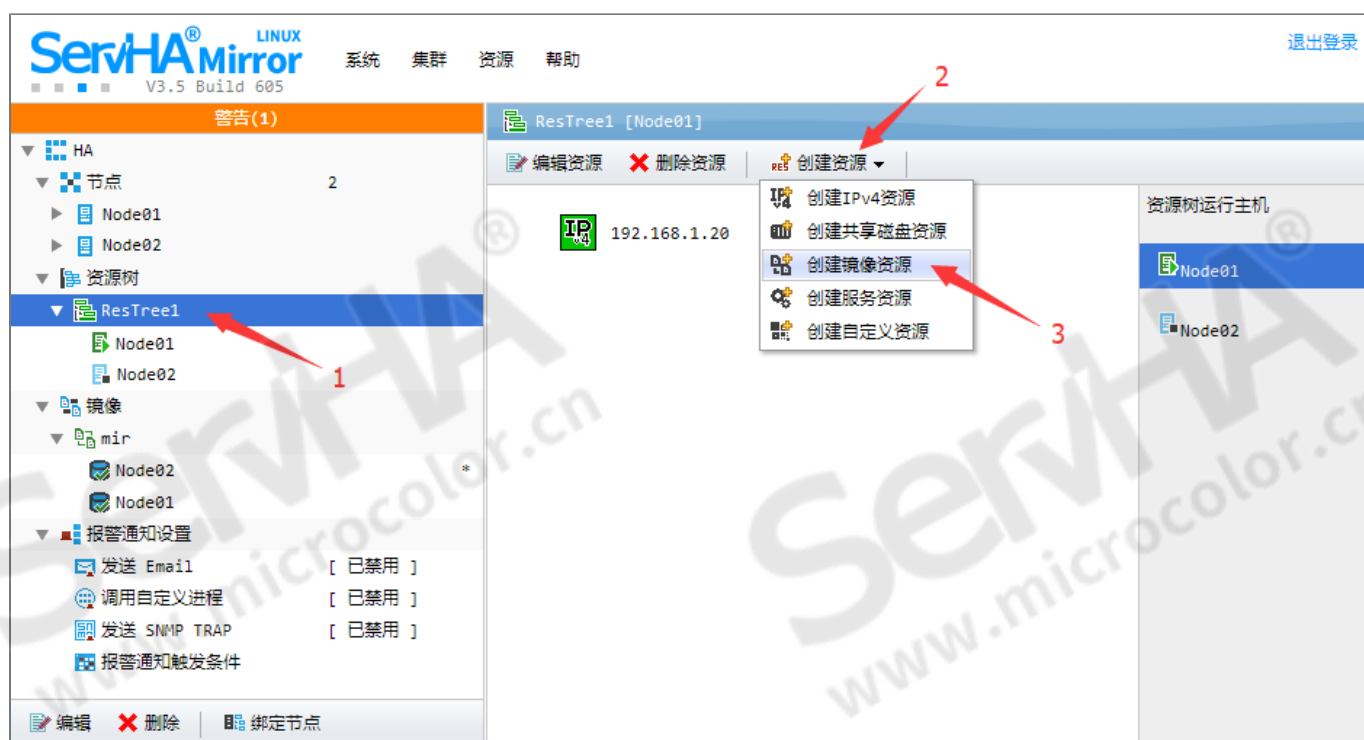 ServHA® LINUX
Mirror
V3.5 Build 605
系统 集群 资源 帮助
退出登录
2
警告(1)
ResTree1 [Node01]
HA
编辑资源 删除资源 创建资源
节点 2
创建IPv4资源
资源树运行主机
Node01
192.168.1.20
创建共享磁盘资源
Node02
创建镜像资源
Node01
资源树
创建服务资源
ResTree1
创建自定义资源
Node02
3
Node01
1
Node02
镜像
mir
Node02 *
Node01
报警通知设置
发送 Email [ 已禁用 ]
调用自定义进程 [ 已禁用 ]
发送 SNMP TRAP [ 已禁用 ]
报警通知触发条件
编辑 删除 绑定节点
ServHA®
www.microcolor.cn
ServHA®
www.microcolor.cn